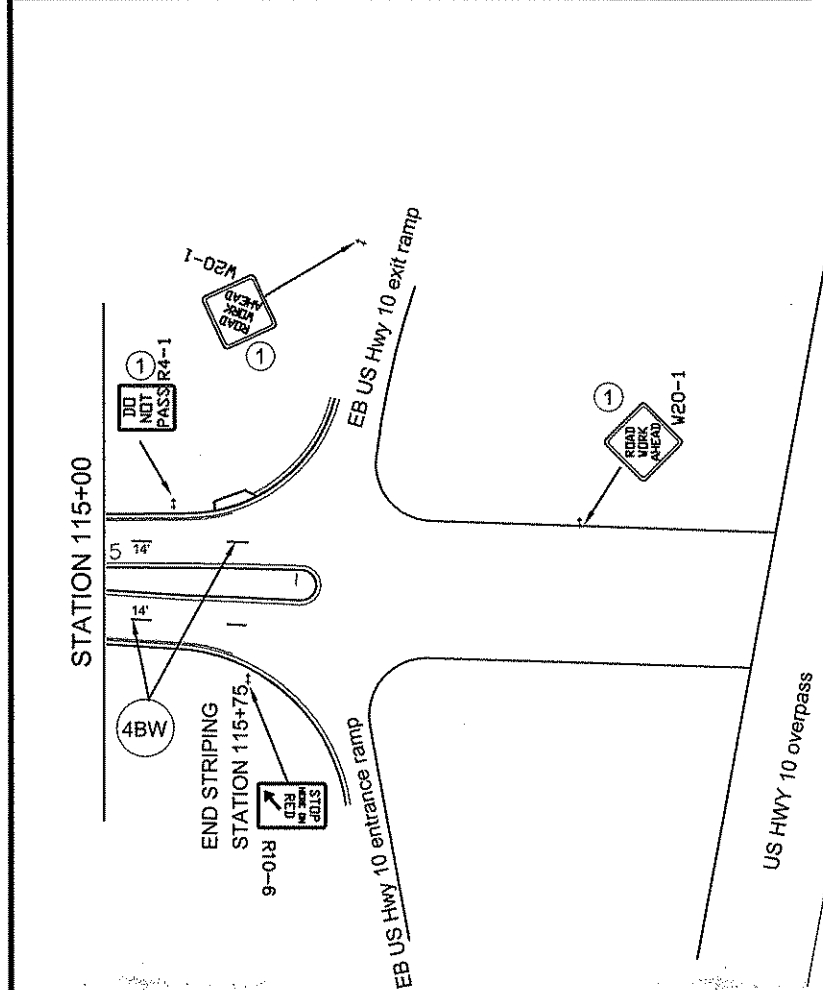 W20-1
ROAD
WORK
AHEAD
1
EB US Hwy 10 exit ramp
1
DO
NOT
PASS
R4-1
STATION 115+00
1
ROAD
WORK
AHEAD
W20-1
5
14'
14'
4BW
END STRIPING
STATION 115+75
STOP
HERE ON
RED
R10-6
EB US Hwy 10 entrance ramp
US HWY 10 overpass